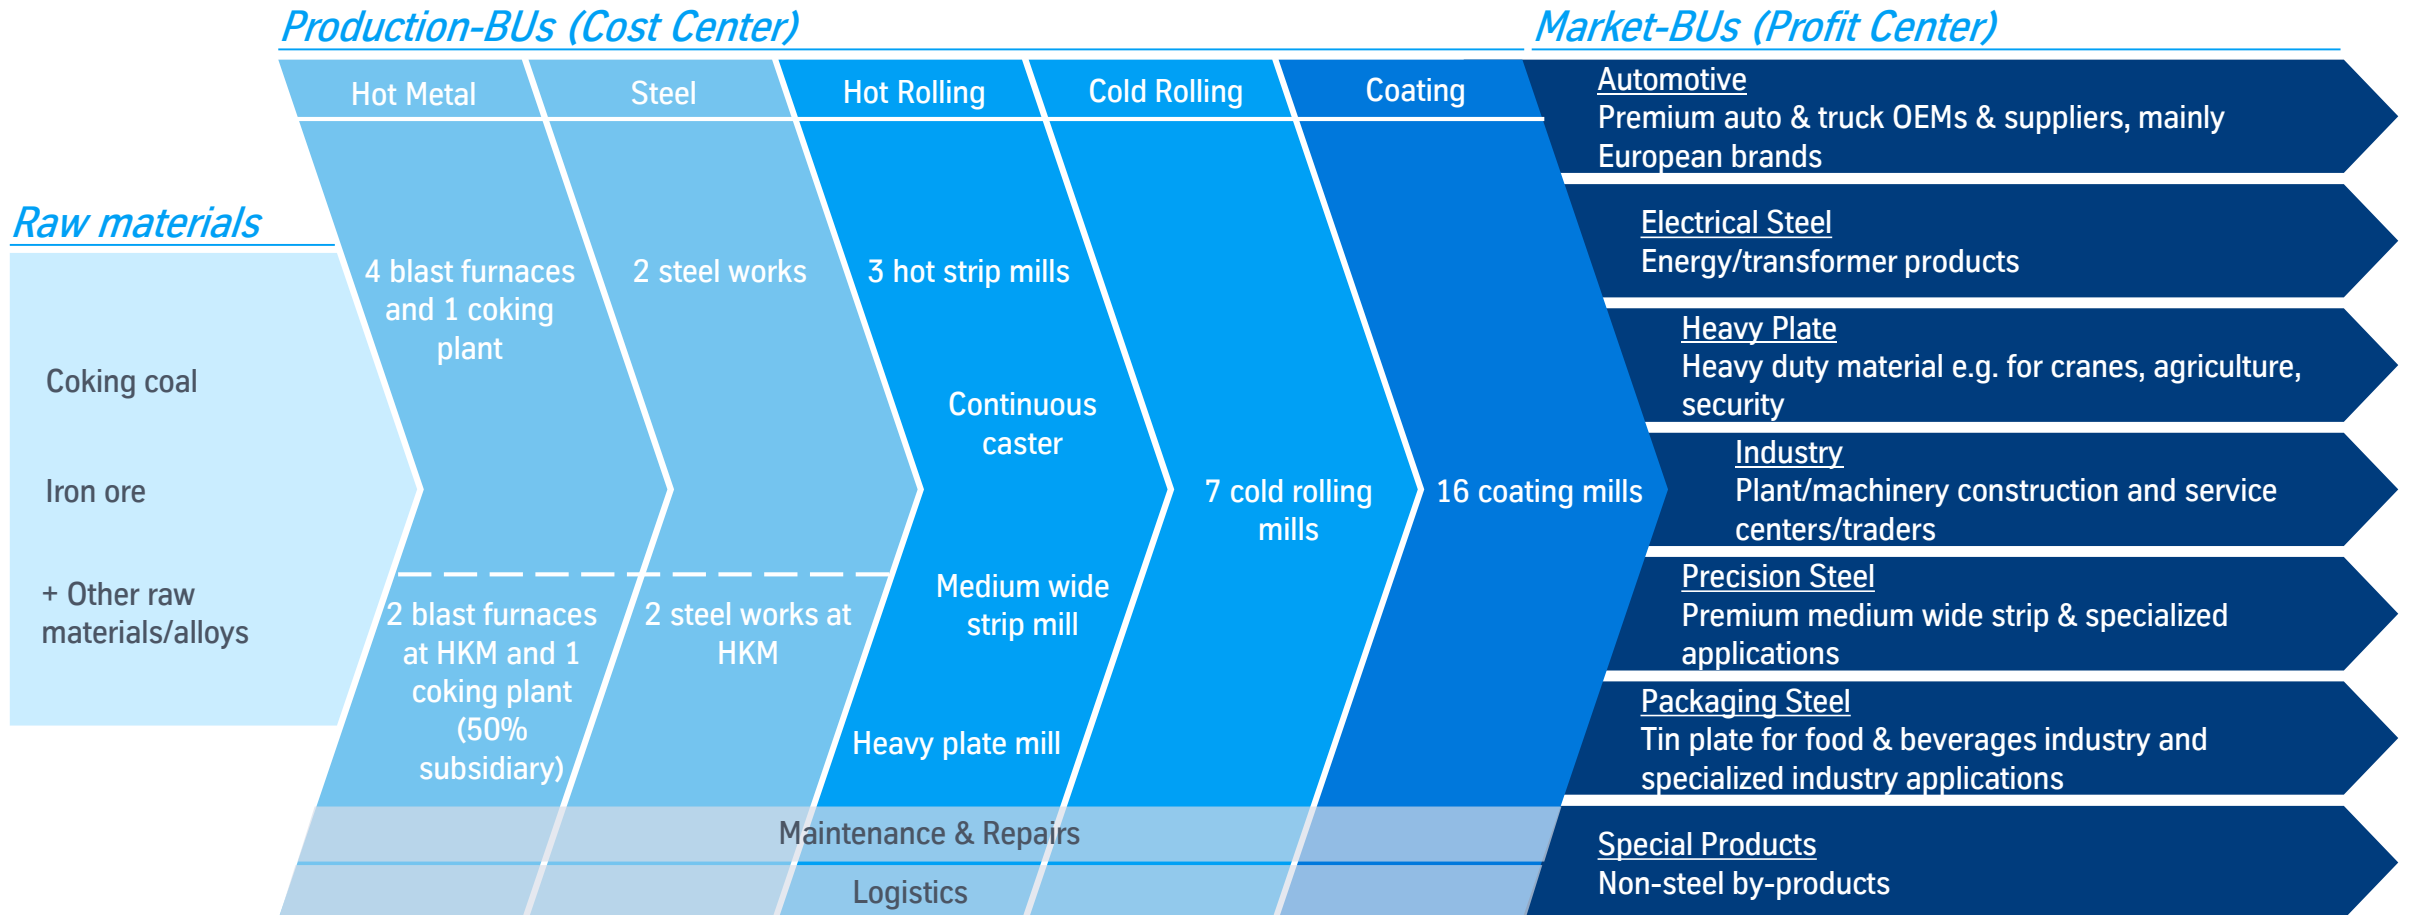 Production-BUs (Cost Center)
Market-BUs (Profit Center)
Raw materials
Coking coal
Iron ore
+ Other raw
materials/alloys
Hot Metal
4 blast furnaces
and 1 coking
plant
2 blast furnaces
at HKM and 1
coking plant
(50%
subsidiary)
Steel
2 steel works
2 steel works at
HKM
Hot Rolling
3 hot strip mills
Continuous
caster
Medium wide
strip mill
Heavy plate mill
Cold Rolling
7 cold rolling
mills
Coating
16 coating mills
Maintenance & Repairs
Logistics
Automotive
Premium auto & truck OEMs & suppliers, mainly
European brands
Electrical Steel
Energy/transformer products
Heavy Plate
Heavy duty material e.g. for cranes, agriculture,
security
Industry
Plant/machinery construction and service
centers/traders
Precision Steel
Premium medium wide strip & specialized
applications
Packaging Steel
Tin plate for food & beverages industry and
specialized industry applications
Special Products
Non-steel by-products